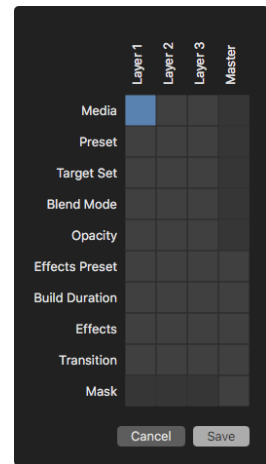 Layer 1
Layer 2
Layer 3
Master
Media
Preset
Target Set
Blend Mode
Opacity
Effects Preset
Build Duration
Effects
Transition
Mask
Cancel
Save